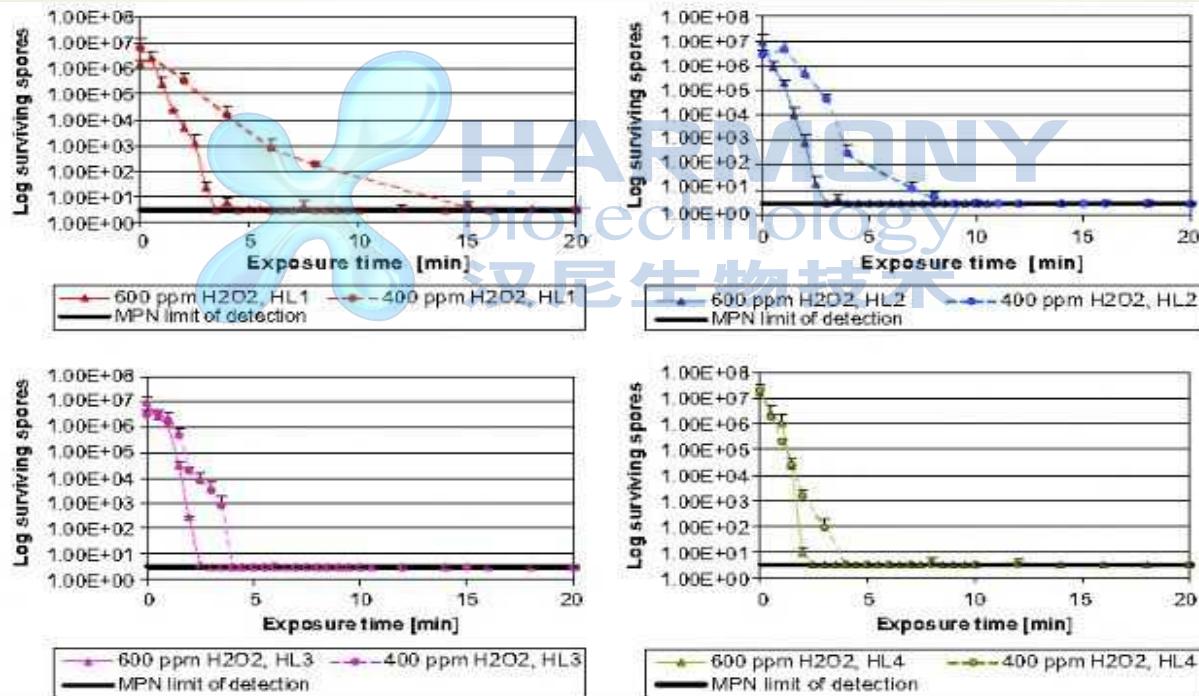 Log surviving spores
1.00E+08
1.00E+07
1.00E+06
1.00E+05
1.00E+04
1.00E+03
1.00E+02
1.00E+01
1.00E+00
0 5 10 15 20
Exposure time [min]
600 ppm H2O2, HL1 400 ppm H2O2, HL1
MPN limit of detection
Log surviving spores
1.00E+08
1.00E+07
1.00E+06
1.00E+05
1.00E+04
1.00E+03
1.00E+02
1.00E+01
1.00E+00
0 5 10 15 20
Exposure time [min]
600 ppm H2O2, HL2 400 ppm H2O2, HL2
MPN limit of detection
HARMONY
biotechnology
汉尼生物技术
Log surviving spores
1.00E+08
1.00E+07
1.00E+06
1.00E+05
1.00E+04
1.00E+03
1.00E+02
1.00E+01
1.00E+00
0 5 10 15 20
Exposure time [min]
600 ppm H2O2, HL3 400 ppm H2O2, HL3
MPN limit of detection
Log surviving spores
1.00E+08
1.00E+07
1.00E+06
1.00E+05
1.00E+04
1.00E+03
1.00E+02
1.00E+01
1.00E+00
0 5 10 15 20
Exposure time [min]
600 ppm H2O2, HL4 400 ppm H2O2, HL4
MPN limit of detection